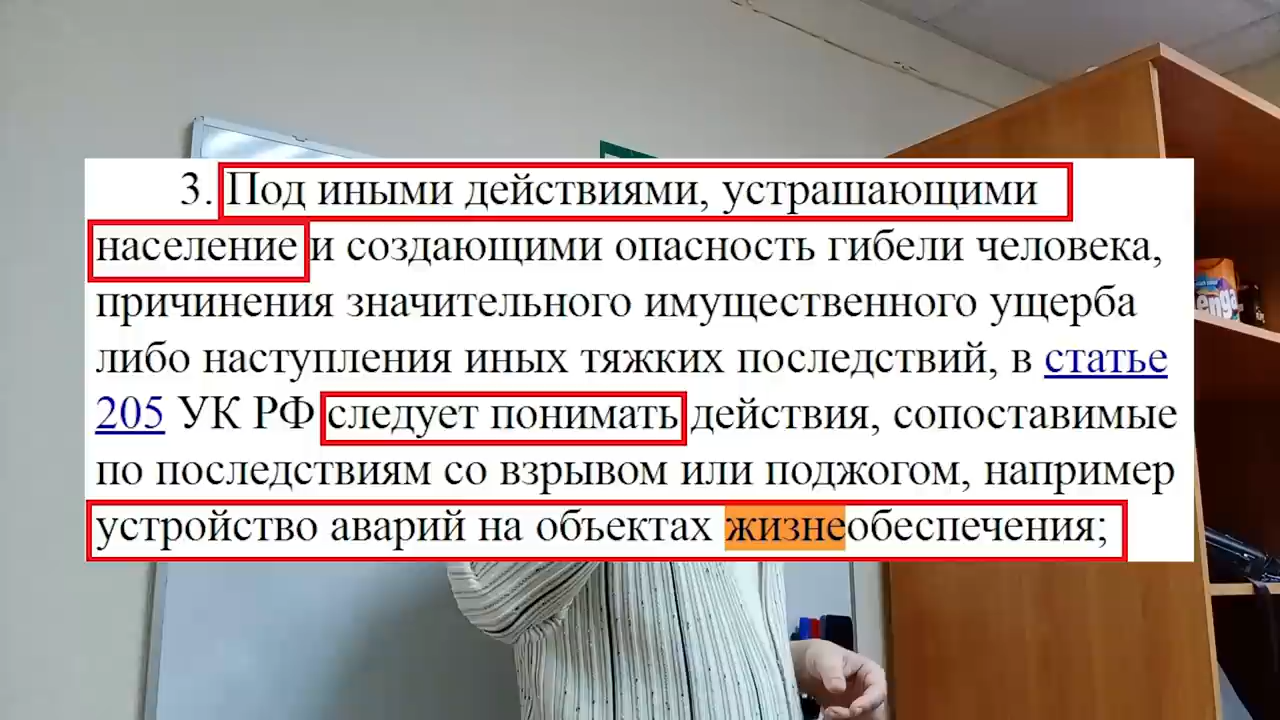 3. Под иными действиями, устрашающими
население и создающими опасность гибели человека,
причинения значительного имущественного ущерба
либо наступления иных тяжких последствий, в статье
205 УК РФ следует понимать действия, сопоставимые
по последствиям со взрывом или поджогом, например
устройство аварий на объектах жизнеобеспечения;